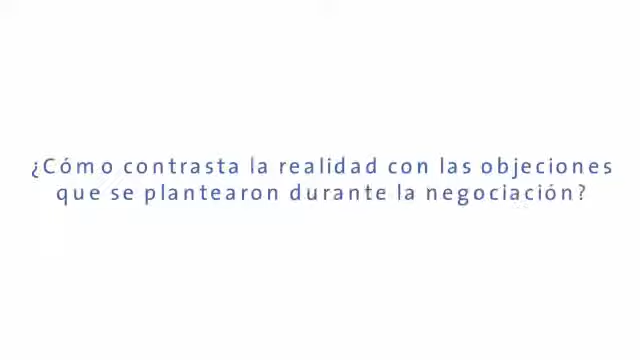 ¿Cómo contrasta la realidad con las objeciones
que se plantearon durante la negociación?